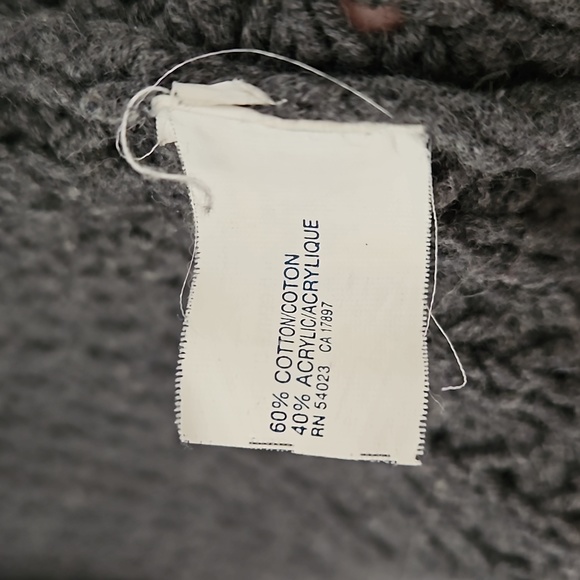 60% COTTON/COTON
40% ACRYLIC/ACRYLIQUE
RN 54023 CA 17897